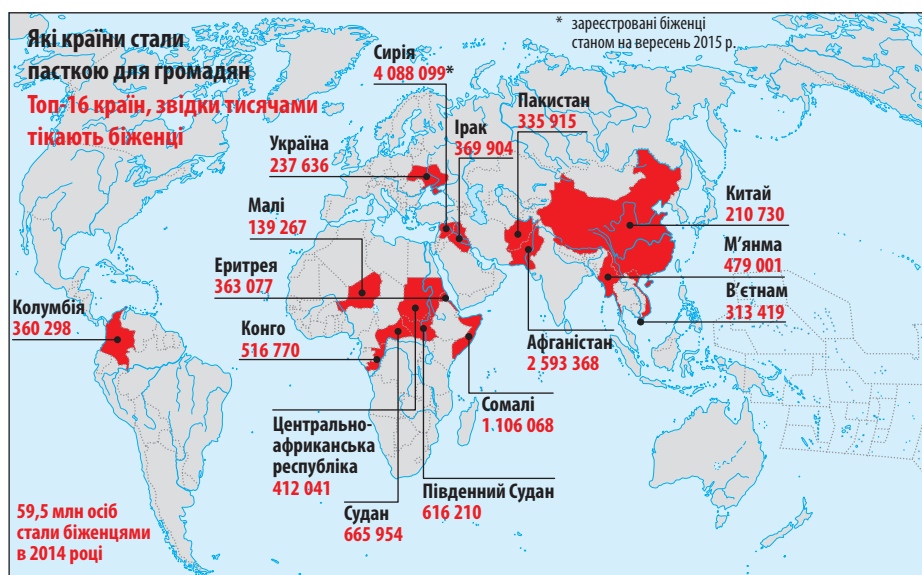 Які країни стали
пасткою для громадян
Топ-16 країн, звідки тисячами
тікають біженці
* зареєстровані біженці
станом на вересень 2015 р.
Сирія
4 088 099*
Пакистан
335 915
Ірак
369 904
Україна
237 636
Китай
210 730
Малі
139 267
М'янма
479 001
Еритрея
363 077
В'єтнам
313 419
Колумбія
360 298
Конго
516 770
Афганістан
2 593 368
Сомалі
1 106 068
Центрально-
африканська
республіка
412 041
Південний Судан
616 210
Судан
665 954
59,5 млн осіб
стали біженцями
в 2014 році